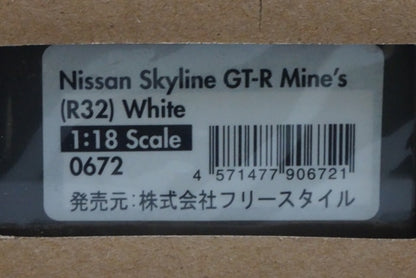 Nissan Skyline GT-R Mine's
(R32) White
1:18 Scale
0672
4 571477 906721
発売元:株式会社フリースタイル